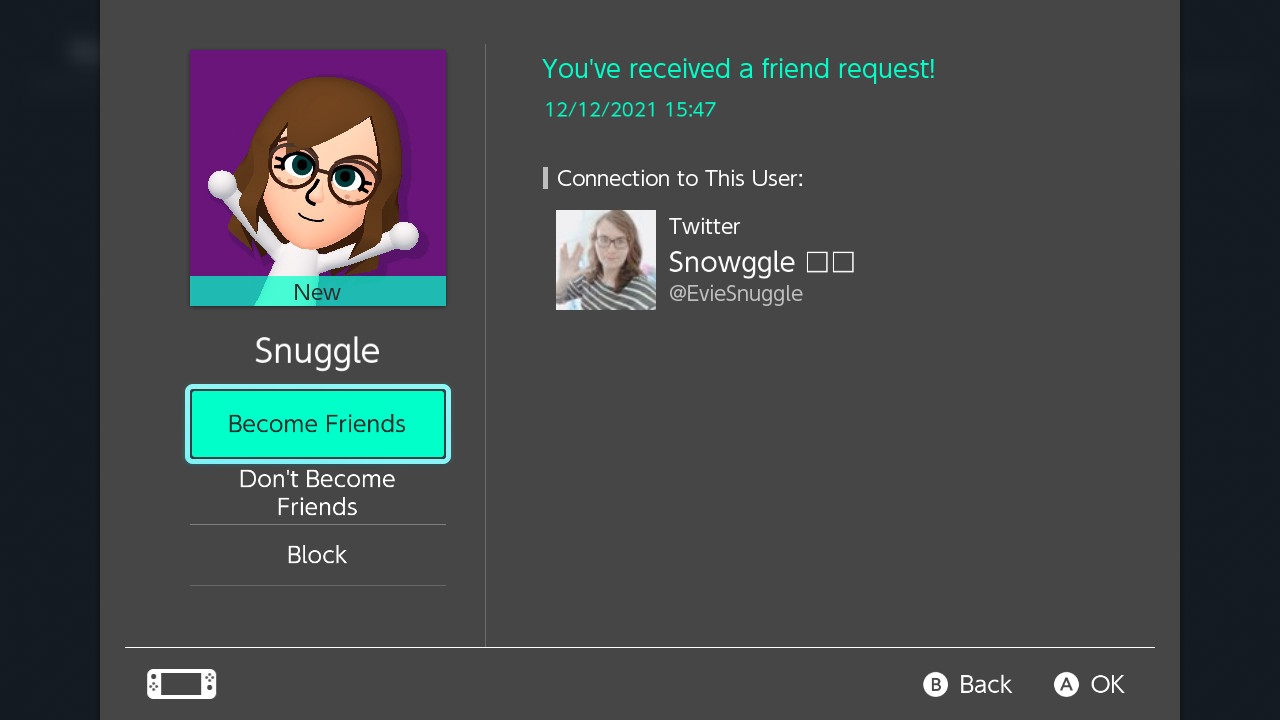 New
Snuggle
Become Friends
Don't Become
Friends
Block
You've received a friend request!
12/12/2021 15:47
Connection to This User:
Twitter
Snowggle □□
@EvieSnuggle
B Back
A OK